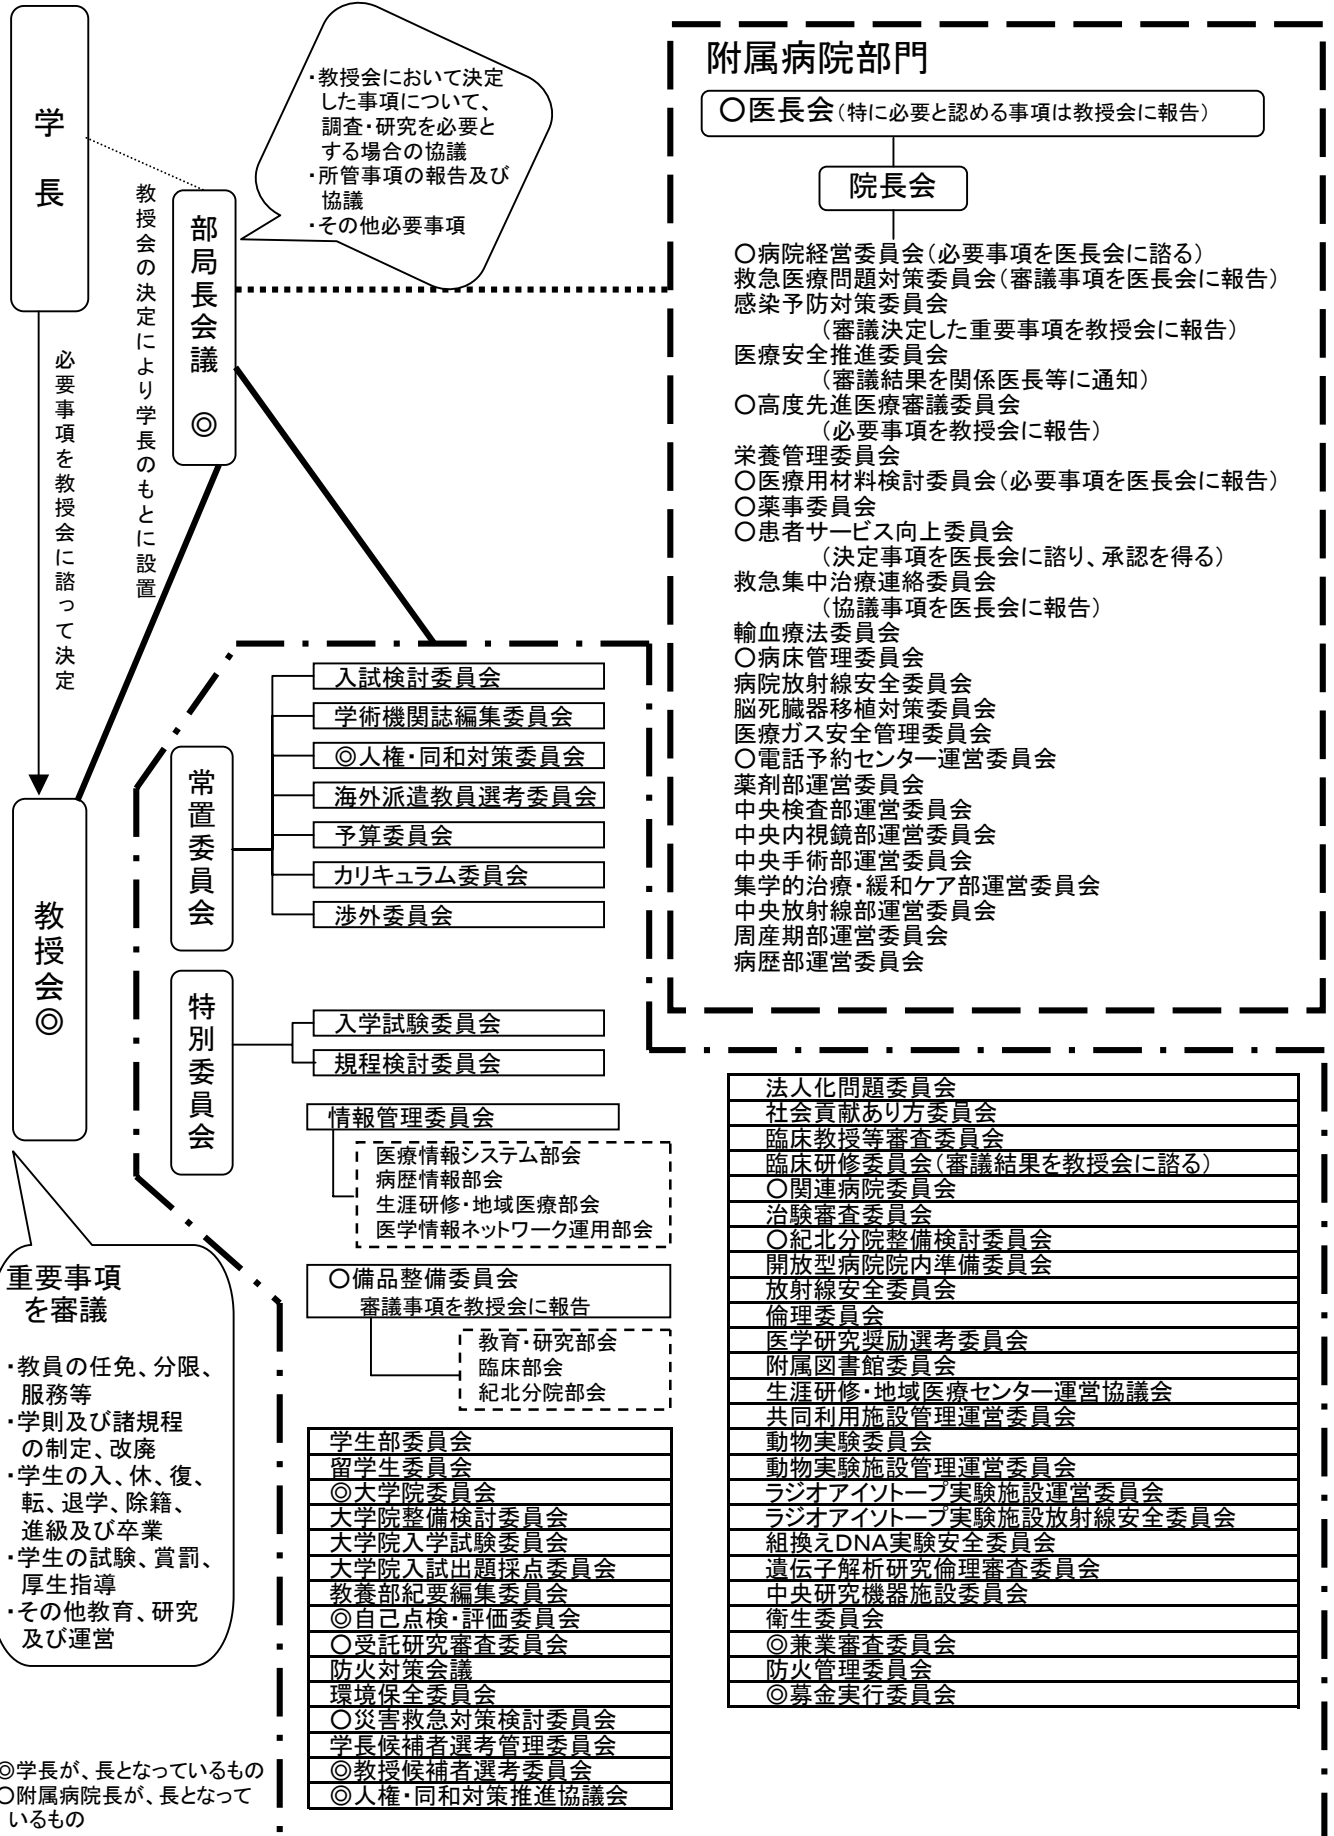 学長
教授会の決定により学長のもとに設置
必要事項を教授会に諮って決定
部局長会議 ◎
・教授会において決定
した事項について、
調査・研究を必要と
する場合の協議
・所管事項の報告及び
協議
・その他必要事項
教授会◎
重要事項
を審議
・教員の任免、分限、
服務等
・学則及び諸規程
の制定、改廃
・学生の入、休、復、
転、退学、除籍、
進級及び卒業
・学生の試験、賞罰、
厚生指導
・その他教育、研究
及び運営
◎学長が、長となっているもの
○附属病院長が、長となって
いるもの
常置委員会
入試検討委員会
学術機関誌編集委員会
◎人権・同和対策委員会
海外派遣教員選考委員会
予算委員会
カリキュラム委員会
渉外委員会
特別委員会
入学試験委員会
規程検討委員会
情報管理委員会
医療情報システム部会
病歴情報部会
生涯研修・地域医療部会
医学情報ネットワーク運用部会
○備品整備委員会
審議事項を教授会に報告
教育・研究部会
臨床部会
紀北分院部会
学生部委員会
留学生委員会
◎大学院委員会
大学院整備検討委員会
大学院入学試験委員会
大学院入試出題採点委員会
教養部紀要編集委員会
◎自己点検・評価委員会
○受託研究審査委員会
防火対策会議
環境保全委員会
○災害救急対策検討委員会
学長候補者選考管理委員会
◎教授候補者選考委員会
◎人権・同和対策推進協議会
附属病院部門
○医長会(特に必要と認める事項は教授会に報告)
院長会
○病院経営委員会(必要事項を医長会に諮る)
救急医療問題対策委員会(審議事項を医長会に報告)
感染予防対策委員会
(審議決定した重要事項を教授会に報告)
医療安全推進委員会
(審議結果を関係医長等に通知)
○高度先進医療審議委員会
(必要事項を教授会に報告)
栄養管理委員会
○医療用材料検討委員会(必要事項を医長会に報告)
○薬事委員会
○患者サービス向上委員会
(決定事項を医長会に諮り、承認を得る)
救急集中治療連絡委員会
(協議事項を医長会に報告)
輸血療法委員会
○病床管理委員会
病院放射線安全委員会
脳死臓器移植対策委員会
医療ガス安全管理委員会
○電話予約センター運営委員会
薬剤部運営委員会
中央検査部運営委員会
中央内視鏡部運営委員会
中央手術部運営委員会
集学的治療・緩和ケア部運営委員会
中央放射線部運営委員会
周産期部運営委員会
病歴部運営委員会
法人化問題委員会
社会貢献あり方委員会
臨床教授等審査委員会
臨床研修委員会(審議結果を教授会に諮る)
○関連病院委員会
治験審査委員会
○紀北分院整備検討委員会
開放型病院院内準備委員会
放射線安全委員会
倫理委員会
医学研究奨励選考委員会
附属図書館委員会
生涯研修・地域医療センター運営協議会
共同利用施設管理運営委員会
動物実験委員会
動物実験施設管理運営委員会
ラジオアイソトープ実験施設運営委員会
ラジオアイソトープ実験施設放射線安全委員会
組換えDNA実験安全委員会
遺伝子解析研究倫理審査委員会
中央研究機器施設委員会
衛生委員会
◎兼業審査委員会
防火管理委員会
◎募金実行委員会